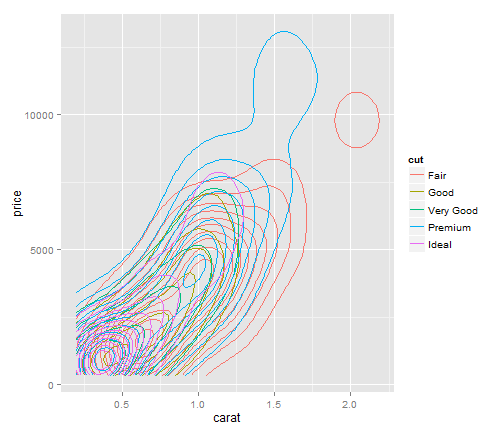 price
10000
5000
0
0.5
1.0
1.5
2.0
carat
cut
Fair
Good
Very Good
Premium
Ideal